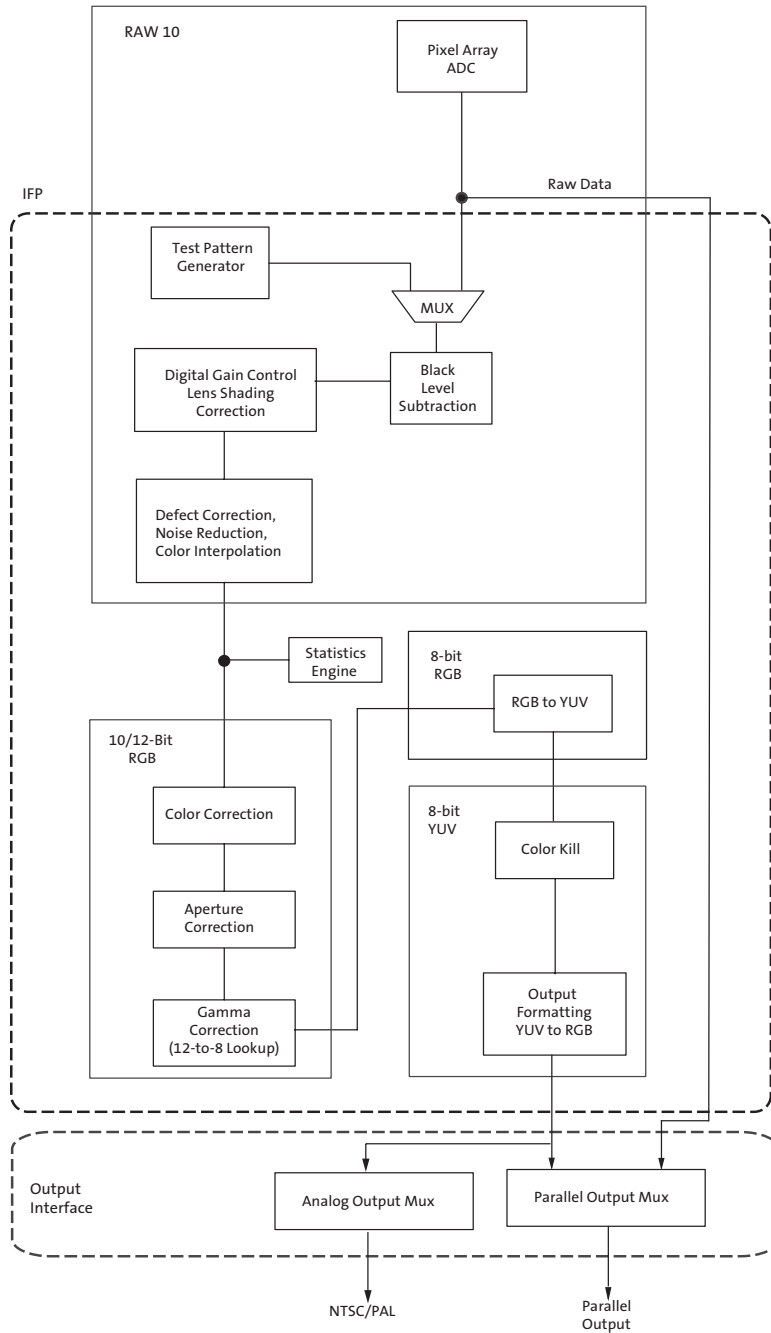 RAW 10
Pixel Array
ADC
IFP
Raw Data
Test Pattern
Generator
MUX
Digital Gain Control
Lens Shading
Correction
Black
Level
Subtraction
Defect Correction,
Noise Reduction,
Color Interpolation
Statistics
Engine
8-bit
RGB
RGB to YUV
10/12-Bit
RGB
8-bit
YUV
Color Correction
Color Kill
Aperture
Correction
Output
Formatting
YUV to RGB
Gamma
Correction
(12-to-8 Lookup)
Output
Interface
Analog Output Mux
Parallel Output Mux
NTSC/PAL
Parallel
Output